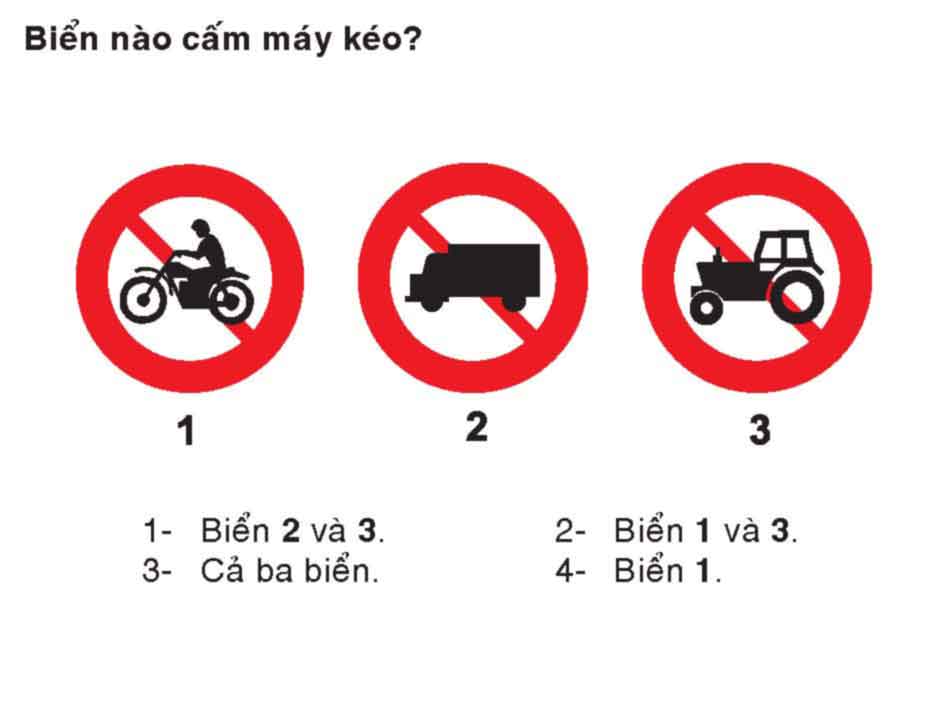 Biển nào cấm máy kéo?
1 2 3
1- Biển 2 và 3. 2- Biển 1 và 3.
3- Cả ba biển. 4- Biển 1.